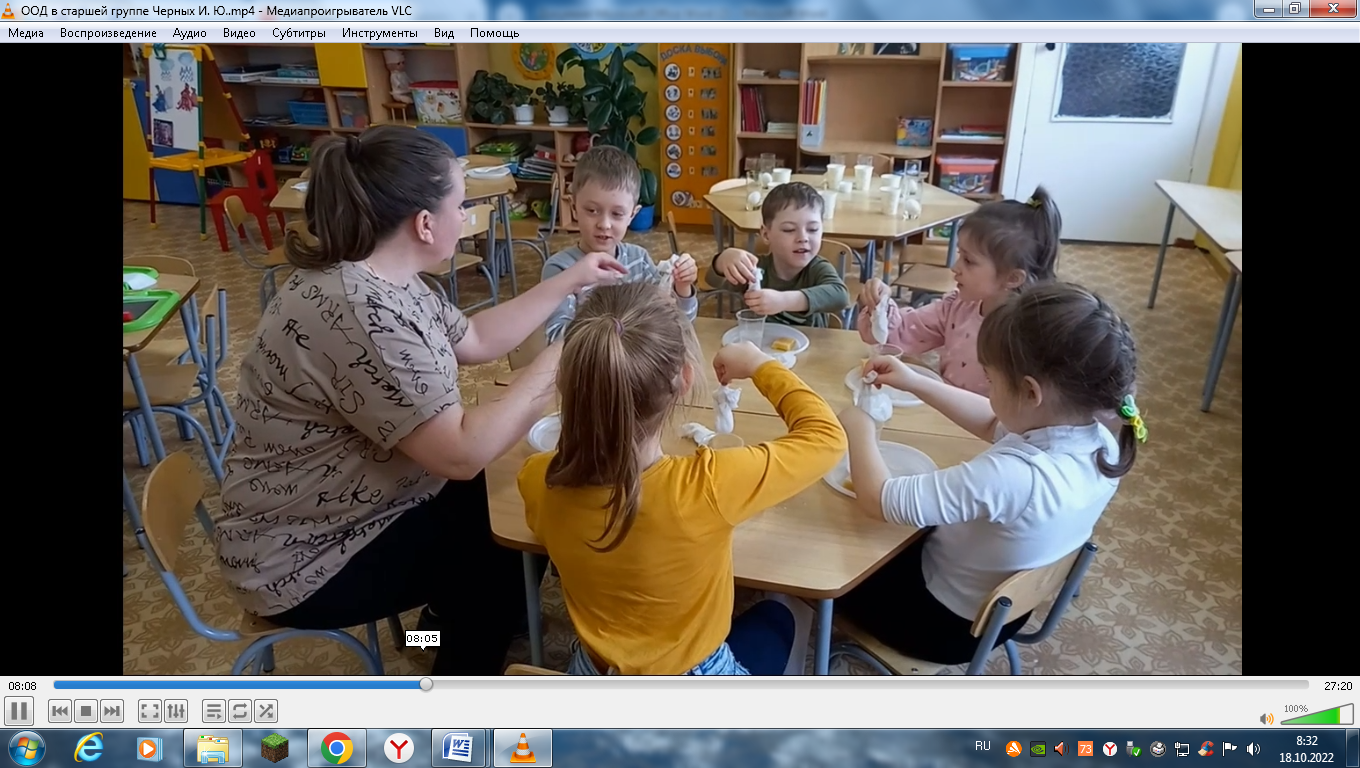 ООД в старшей группе Черных И. Ю..mp4 - Медиапроигрыватель VLC
Медиа Воспроизведение Аудио Видео Субтитры Инструменты Вид Помощь
ДОСКА ВЫБОРА
08:05
08:08
27:20
100%
RU
73
8:32
18.10.2022